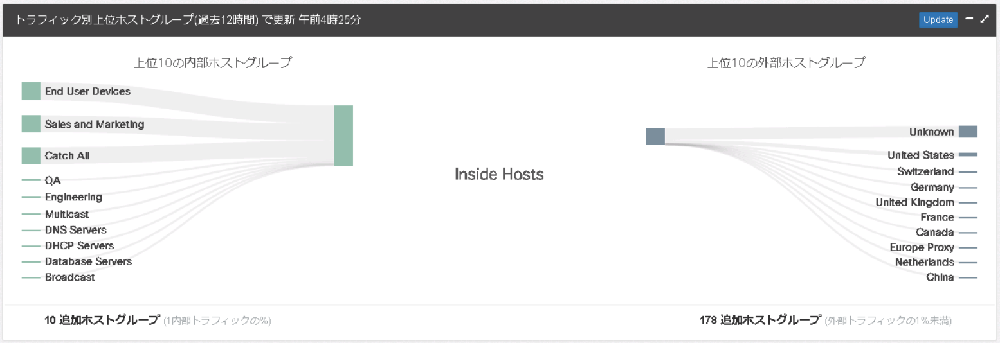 トラフィック別上位ホストグループ(過去12時間) で更新 午前4時25分
Update
上位10の内部ホストグループ
上位10の外部ホストグループ
End User Devices
Sales and Marketing
Catch All
QA
Engineering
Multicast
DNS Servers
DHCP Servers
Database Servers
Broadcast
Inside Hosts
Unknown
United States
Switzerland
Germany
United Kingdom
France
Canada
Europe Proxy
Netherlands
China
10 追加ホストグループ (1内部トラフィックの%)
178 追加ホストグループ (外部トラフィックの1%未満)